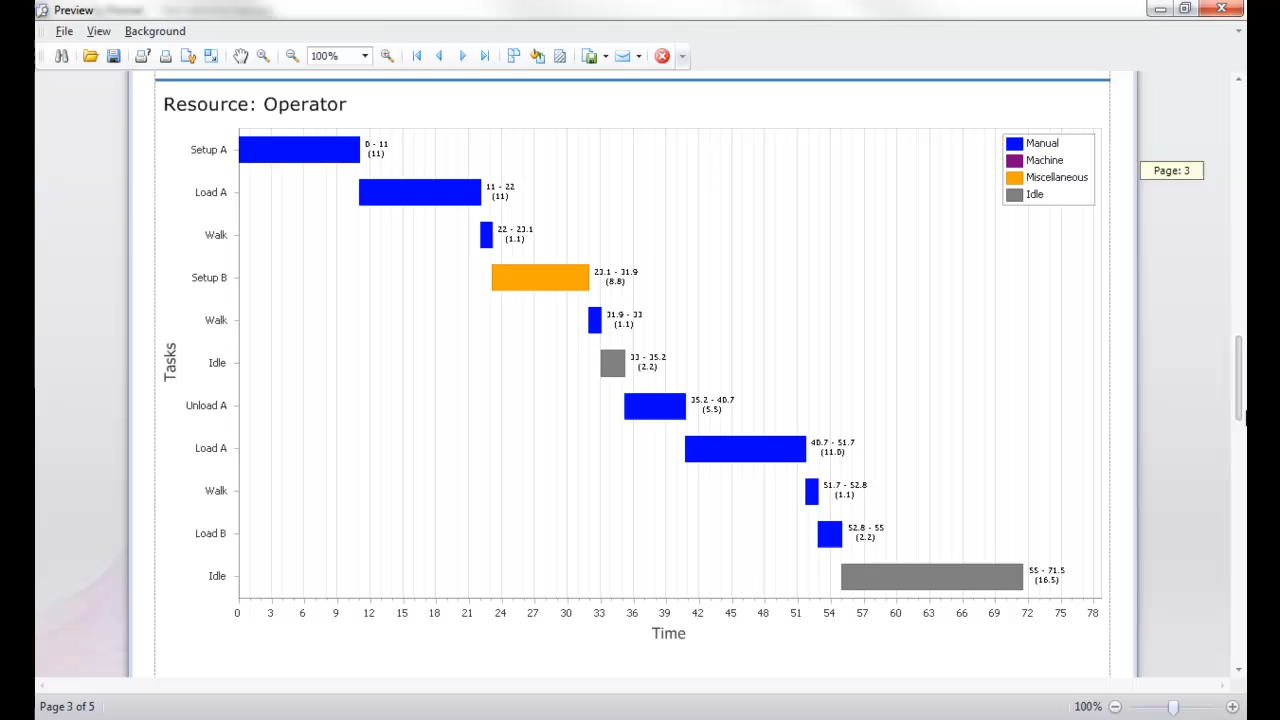 Preview
File View Background
100%
Resource: Operator
Manual
Machine
Miscellaneous
Idle
Page: 3
Tasks
Setup A 0 - 11
(11)
Load A 11 - 22
(11)
Walk 22 - 23.1
(1.1)
Setup B 23.1 - 31.9
(8.8)
Walk 31.9 - 33
(1.1)
Idle 33 - 35.2
(2.2)
Unload A 35.2 - 40.7
(5.5)
Load A 40.7 - 51.7
(11.0)
Walk 51.7 - 52.8
(1.1)
Load B 52.8 - 55
(2.2)
Idle 55 - 71.5
(16.5)
0 3 6 9 12 15 18 21 24 27 30 33 36 39 42 45 48 51 54 57 60 63 66 69 72 75 78
Time
Page 3 of 5 100%